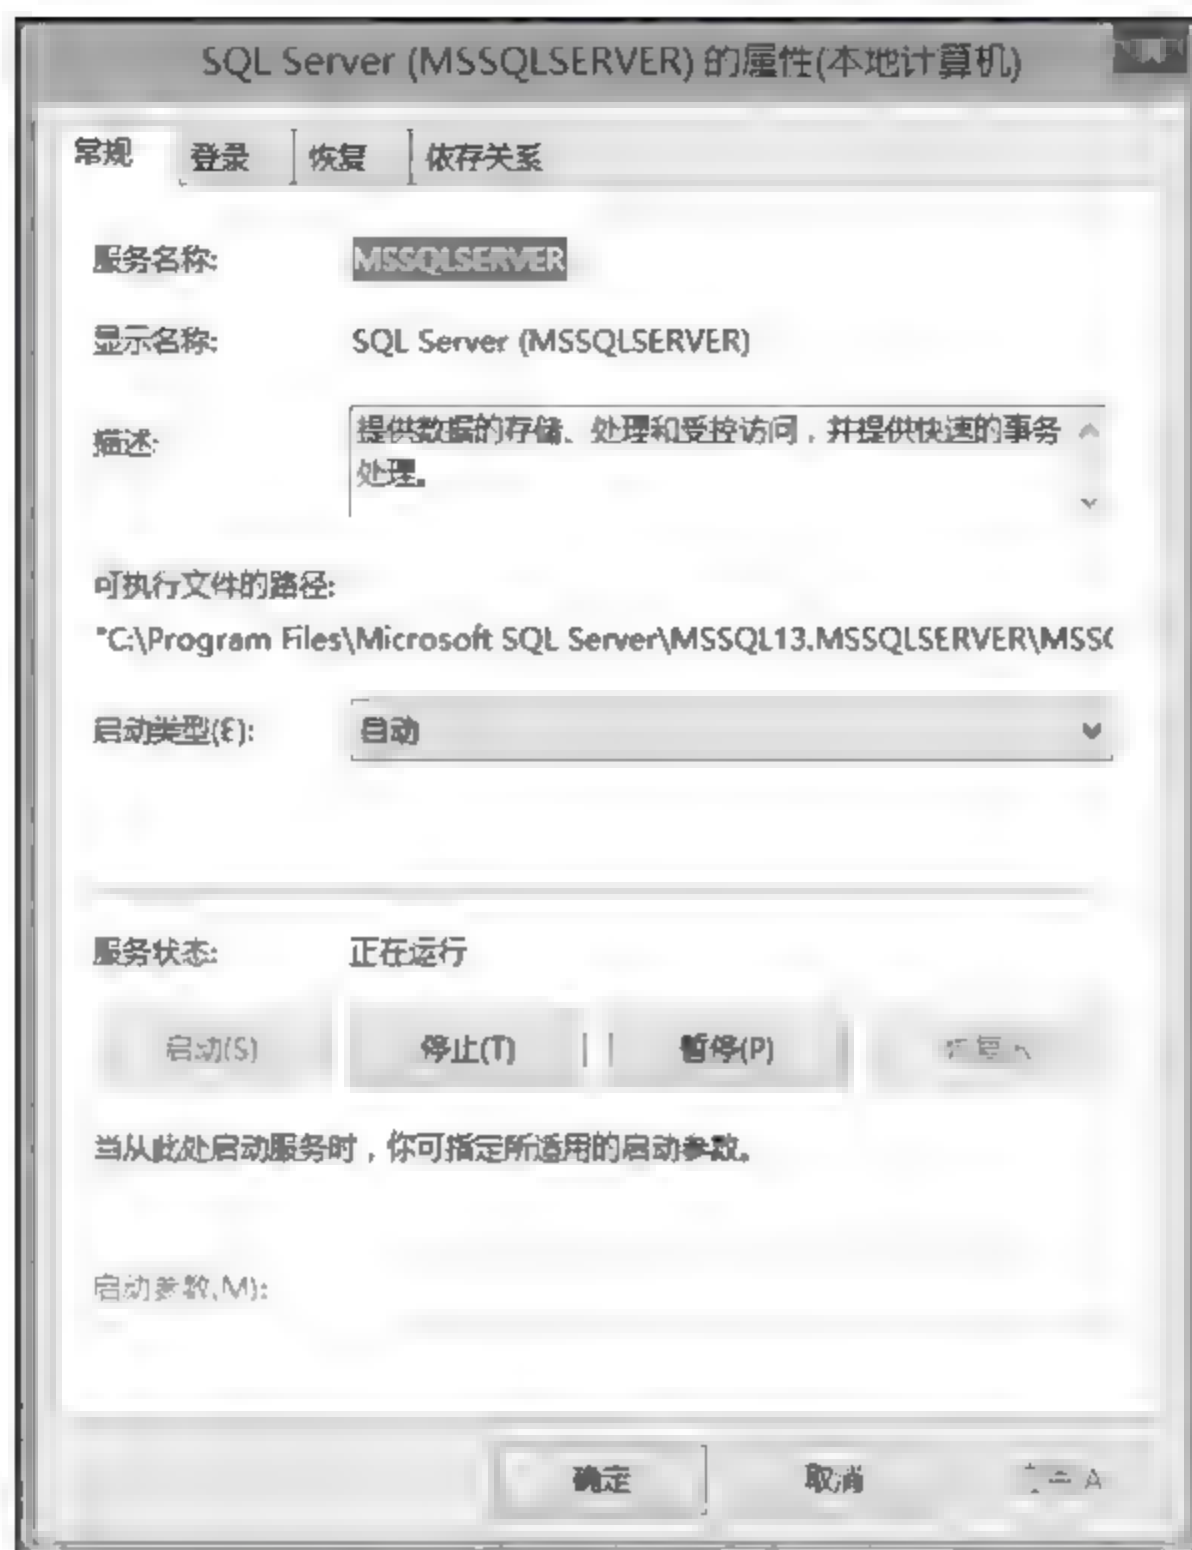 SQL Server (MSSQLSERVER) 的属性(本地计算机)
常规 登录 恢复 依存关系
服务名称: MSSQLSERVER
显示名称: SQL Server (MSSQLSERVER)
描述: 提供数据的存储、处理和受控访问，并提供快速的事务
处理。
可执行文件的路径:
"C:\Program Files\Microsoft SQL Server\MSSQL13.MSSQLSERVER\MSSQ
启动类型(E): 自动
服务状态: 正在运行
启动(S) 停止(T) 暂停(P) 恢复
当从此处启动服务时，你可指定所适用的启动参数。
启动参数(M):
确定 取消